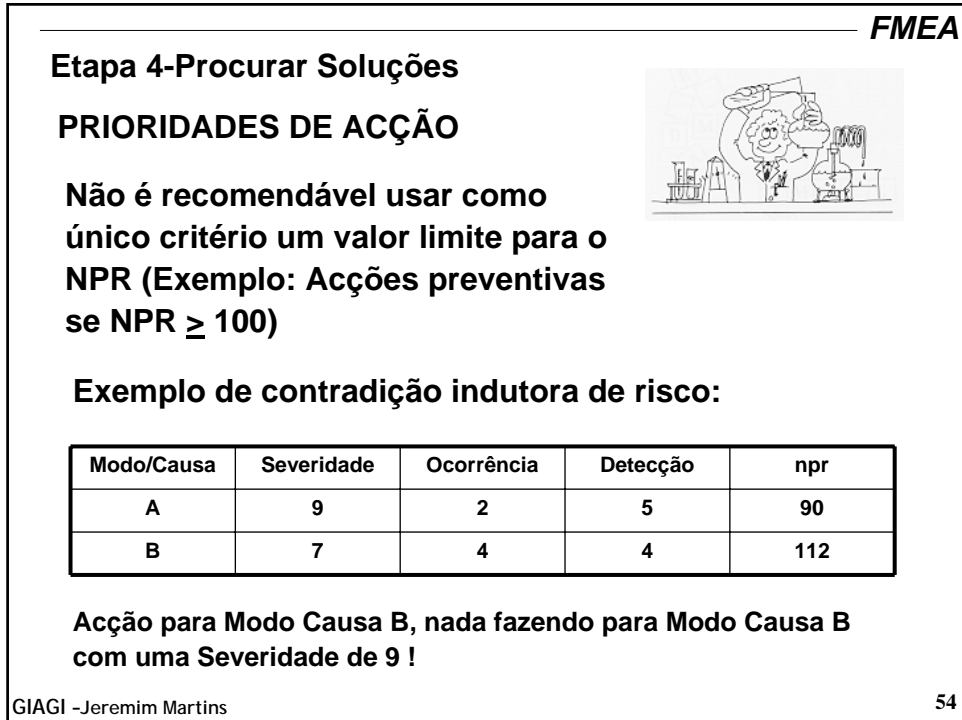 FMEA
Etapa 4-Procurar Soluções
PRIORIDADES DE ACÇÃO
Não é recomendável usar como
único critério um valor limite para o
NPR (Exemplo: Acções preventivas
se NPR ≥ 100)
Exemplo de contradição indutora de risco:
Modo/Causa Severidade Ocorrência Detecção npr
A 9 2 5 90
B 7 4 4 112
Acção para Modo Causa B, nada fazendo para Modo Causa B
com uma Severidade de 9 !
GIAGI -Jeremim Martins 54